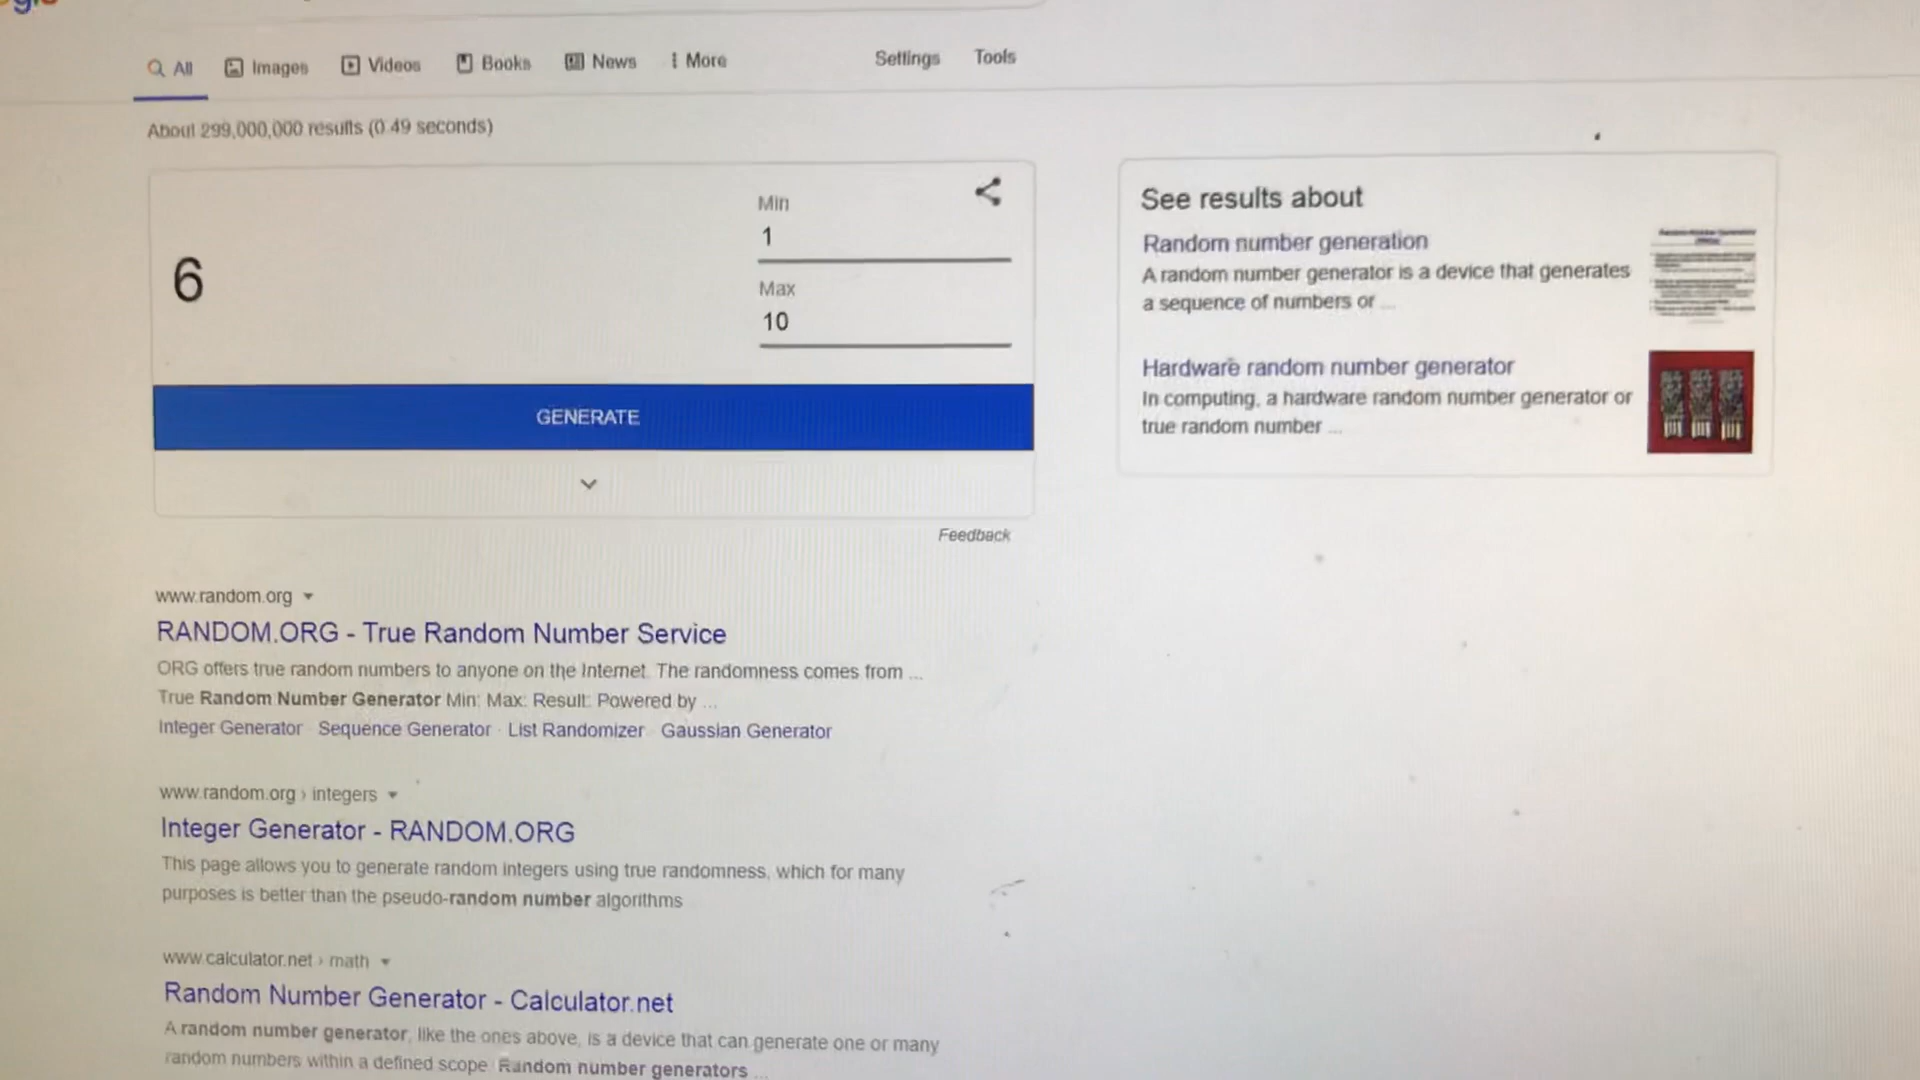 All Images Videos Books News More Settings Tools
About 299,000,000 results (0.49 seconds)
6
Min
1
Max
10
GENERATE
Feedback
See results about
Random number generation
A random number generator is a device that generates
a sequence of numbers or ...
Hardware random number generator
In computing, a hardware random number generator or
true random number ...
www.random.org
RANDOM.ORG - True Random Number Service
ORG offers true random numbers to anyone on the Internet. The randomness comes from ...
True Random Number Generator Min: Max: Result: Powered by ...
Integer Generator · Sequence Generator · List Randomizer · Gaussian Generator
www.random.org › integers
Integer Generator - RANDOM.ORG
This page allows you to generate random integers using true randomness, which for many
purposes is better than the pseudo-random number algorithms
www.calculator.net › math
Random Number Generator - Calculator.net
A random number generator, like the ones above, is a device that can generate one or many
random numbers within a defined scope. Random number generators ...